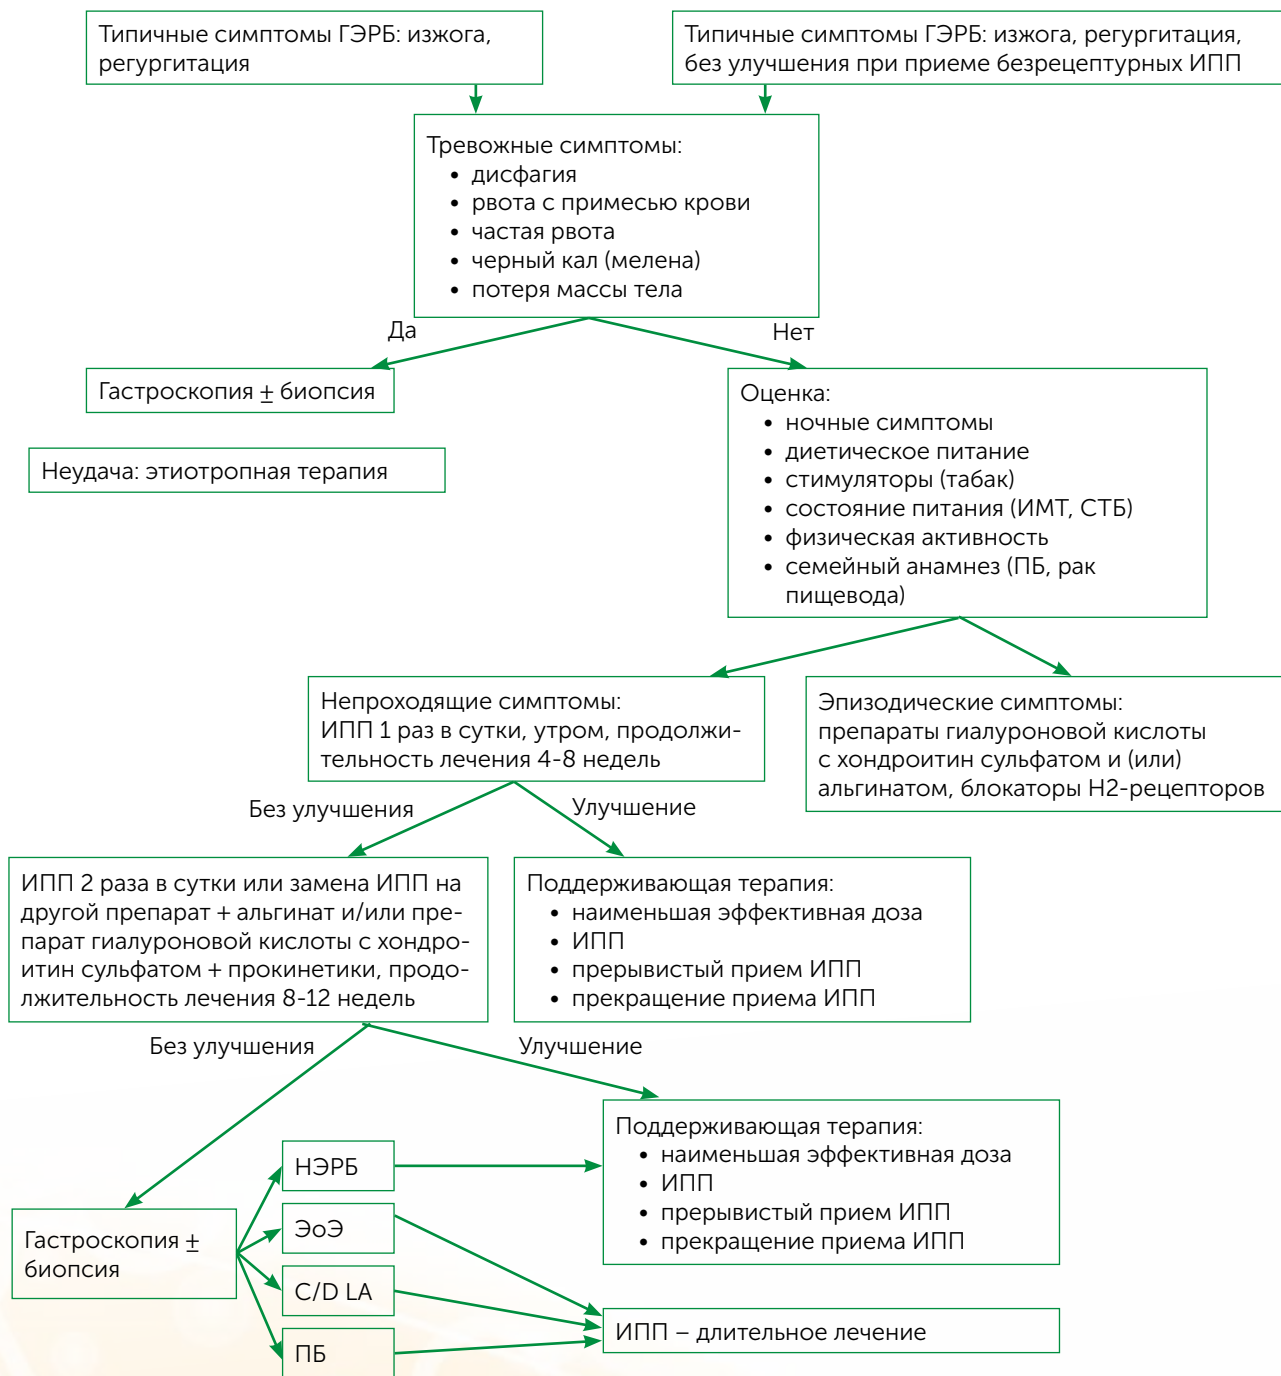 Типичные симптомы ГЭРБ: изжога,
регургитация
Типичные симптомы ГЭРБ: изжога, регургитация,
без улучшения при приеме безрецептурных ИПП
Тревожные симптомы:
• дисфагия
• рвота с примесью крови
• частая рвота
• черный кал (мелена)
• потеря массы тела
Да
Нет
Гастроскопия ± биопсия
Неудача: этиотропная терапия
Оценка:
• ночные симптомы
• диетическое питание
• стимуляторы (табак)
• состояние питания (ИМТ, СТБ)
• физическая активность
• семейный анамнез (ПБ, рак
пищевода)
Непроходящие симптомы:
ИПП 1 раз в сутки, утром, продолжи-
тельность лечения 4-8 недель
Эпизодические симптомы:
препараты гиалуроновой кислоты
с хондроитин сульфатом и (или)
альгинатом, блокаторы H2-рецепторов
Без улучшения
Улучшение
ИПП 2 раза в сутки или замена ИПП на
другой препарат + альгинат и/или пре-
парат гиалуроновой кислоты с хондро-
итин сульфатом + прокинетики, продо-
лжительность лечения 8-12 недель
Поддерживающая терапия:
• наименьшая эффективная доза
• ИПП
• прерывистый прием ИПП
• прекращение приема ИПП
Без улучшения
Улучшение
Поддерживающая терапия:
• наименьшая эффективная доза
• ИПП
• прерывистый прием ИПП
• прекращение приема ИПП
Гастроскопия ±
биопсия
НЭРБ
ЭоЭ
C/D LA
ПБ
ИПП – длительное лечение